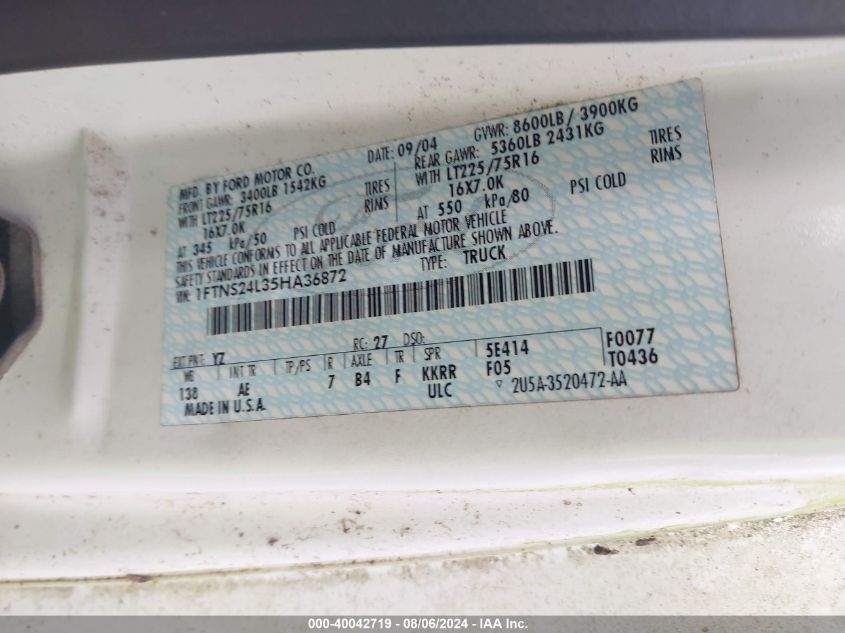 MFD. BY FORD MOTOR CO. DATE: 09/04 GVWR: 8600LB / 3900KG
FRONT GAWR: 3400LB 1542KG REAR GAWR: 5360LB 2431KG
WITH LT225/75R16 TIRES WITH LT225/75R16 TIRES
16X7.0K RIMS 16X7.0K RIMS
AT 345 kPa/50 PSI COLD AT 550 kPa/80 PSI COLD
THIS VEHICLE CONFORMS TO ALL APPLICABLE FEDERAL MOTOR VEHICLE
SAFETY STANDARDS IN EFFECT ON THE DATE OF MANUFACTURE SHOWN ABOVE.
VIN: 1FTNS24L35HA36872 TYPE: TRUCK
EXT PNT: YZ RC: 27 DSO:
WB INT TR TP/PS R AXLE TR SPR 5E414 F0077
138 AE 7 B4 F KKRR F05 T0436
MADE IN U.S.A. ULC ▽ 2U5A-3520472-AA
000-40042719 - 08/06/2024 - IAA Inc.